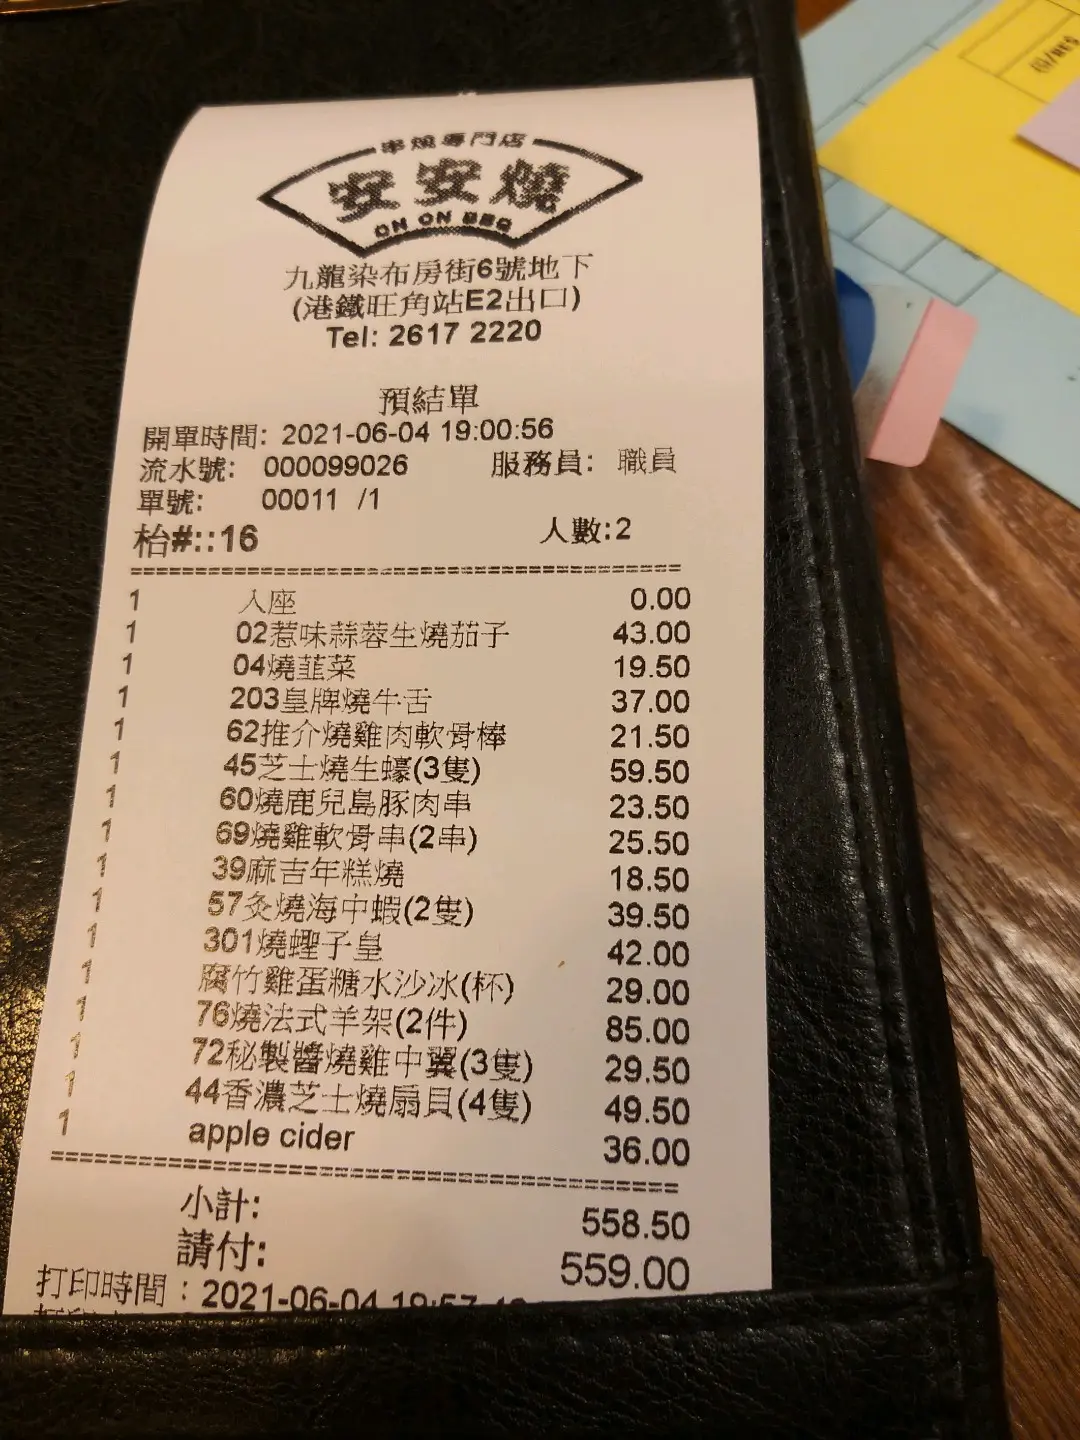 串燒專門店
安安燒
ON ON BBQ
九龍染布房街6號地下
(港鐵旺角站E2出口)
Tel: 2617 2220
預結單
開單時間: 2021-06-04 19:00:56
流水號: 000099026 服務員: 職員
單號: 00011 /1
枱#::16 人數:2
1 入座 0.00
1 02惹味蒜蓉生燒茄子 43.00
1 04燒韮菜 19.50
1 203皇牌燒牛舌 37.00
1 62推介燒雞肉軟骨棒 21.50
1 45芝士燒生蠔(3隻) 59.50
1 60燒鹿兒島豚肉串 23.50
1 69燒雞軟骨串(2串) 25.50
1 39麻吉年糕燒 18.50
1 57灸燒海中蝦(2隻) 39.50
1 301燒蟶子皇 42.00
1 腐竹雞蛋糖水沙冰(杯) 29.00
1 76燒法式羊架(2件) 85.00
1 72秘製醬燒雞中翼(3隻) 29.50
1 44香濃芝士燒扇貝(4隻) 49.50
1 apple cider 36.00
小計: 558.50
請付: 559.00
打印時間: 2021-06-04 19:57